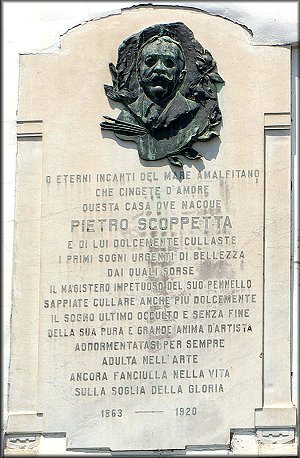 O ETERNI INCANTI DEL MARE AMALFITANO
CHE CINGETE D'AMORE
QUESTA CASA OVE NACQUE
PIETRO SCOPPETTA
E DI LUI DOLCEMENTE CULLASTE
I PRIMI SOGNI URGENTI DI BELLEZZA
DAI QUALI SORSE
IL MAGISTERO IMPETUOSO DEL SUO PENNELLO
SAPPIATE CULLARE ANCHE PIÙ DOLCEMENTE
IL SOGNO ULTIMO OCCULTO E SENZA FINE
DELLA SUA PURA E GRANDE ANIMA D'ARTISTA
ADDORMENTATASI PER SEMPRE
ADULTA NELL'ARTE
ANCORA FANCIULLA NELLA VITA
SULLA SOGLIA DELLA GLORIA
1863 — 1920